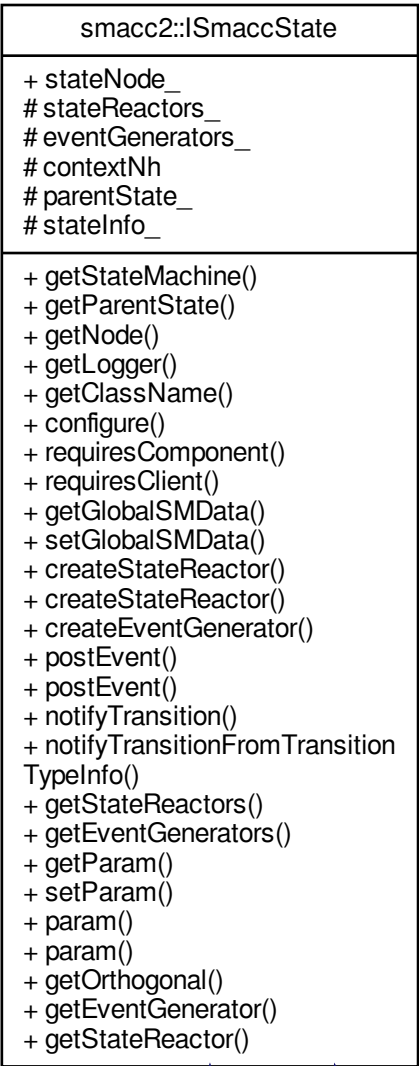 smacc2::ISmaccState
+ stateNode_
# stateReactors_
# eventGenerators_
# contextNh
# parentState_
# stateInfo_
+ getStateMachine()
+ getParentState()
+ getNode()
+ getLogger()
+ getClassName()
+ configure()
+ requiresComponent()
+ requiresClient()
+ getGlobalSMData()
+ setGlobalSMData()
+ createStateReactor()
+ createStateReactor()
+ createEventGenerator()
+ postEvent()
+ postEvent()
+ notifyTransition()
+ notifyTransitionFromTransition
TypeInfo()
+ getStateReactors()
+ getEventGenerators()
+ getParam()
+ setParam()
+ param()
+ param()
+ getOrthogonal()
+ getEventGenerator()
+ getStateReactor()